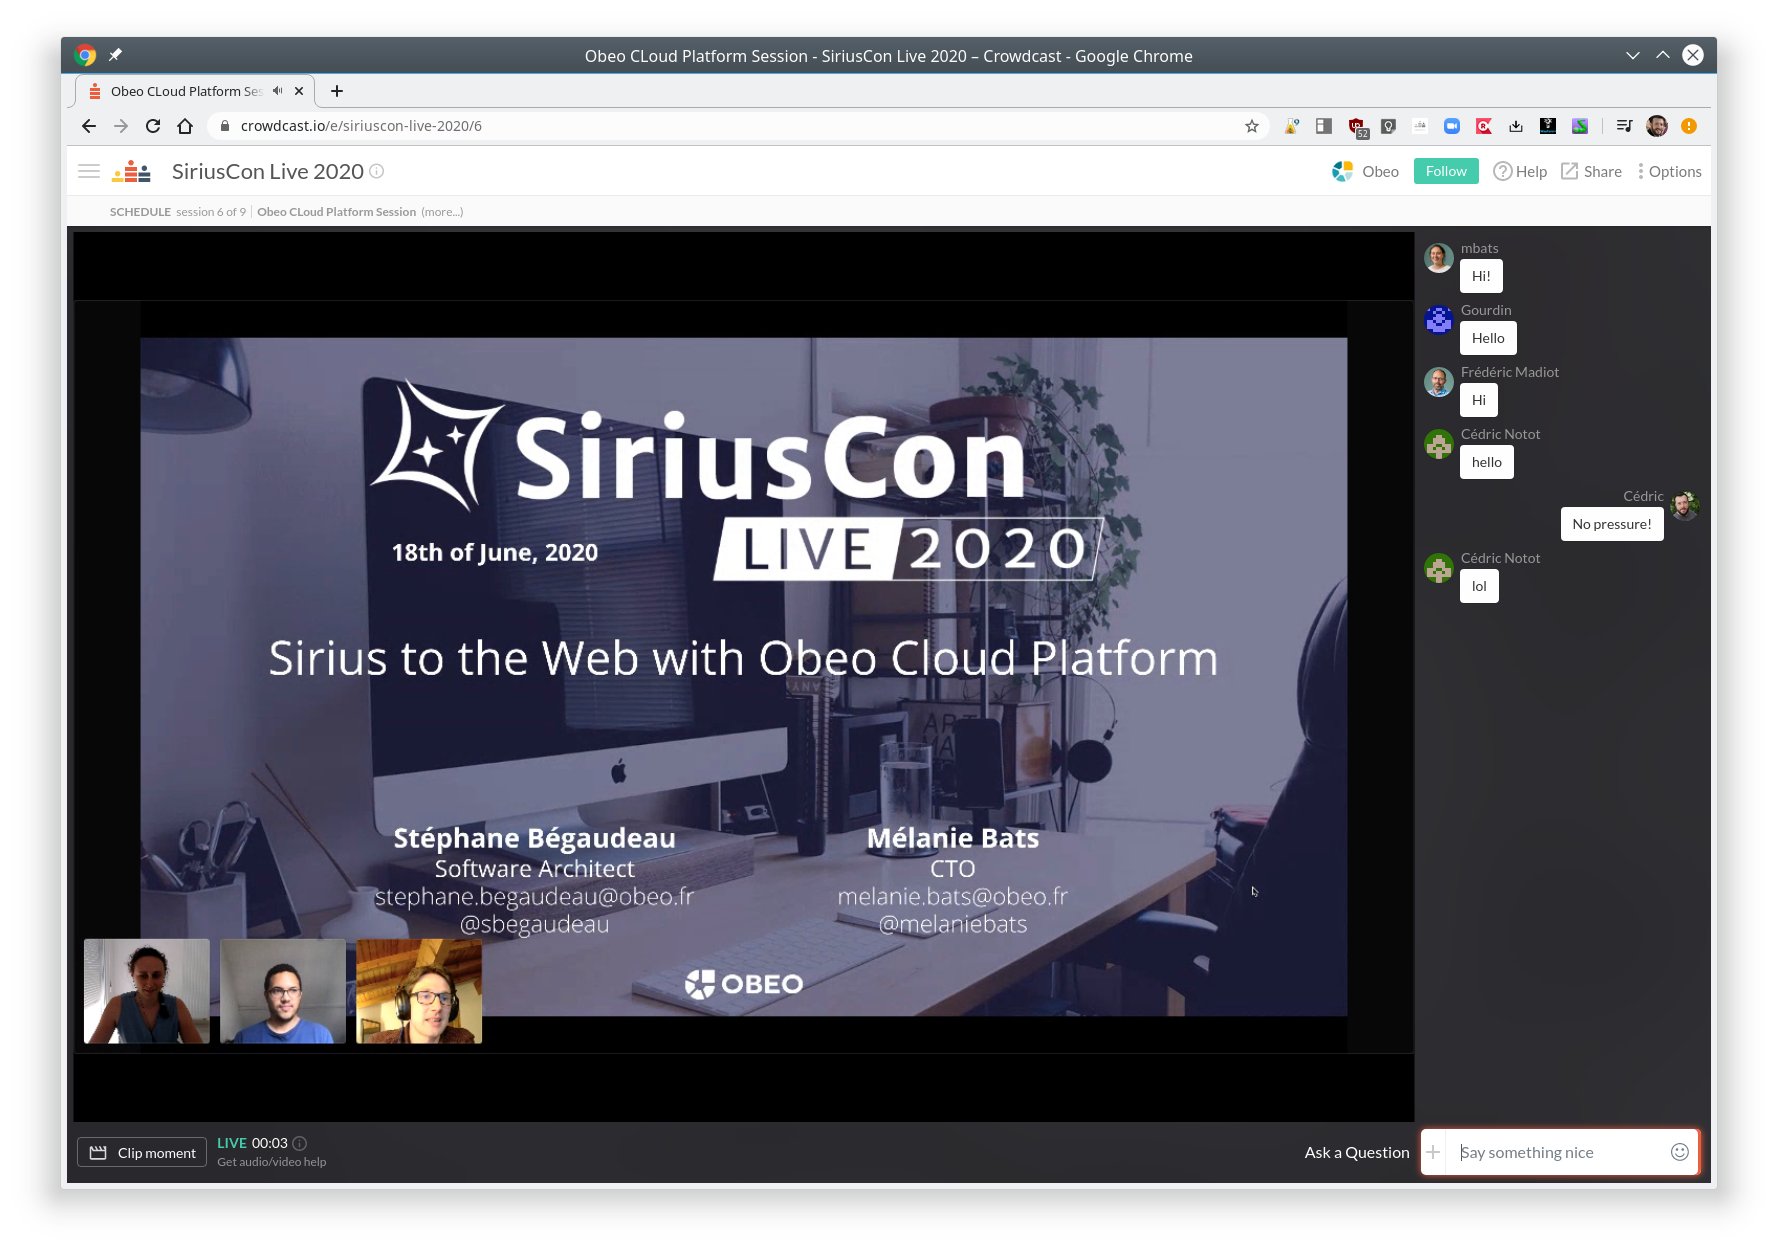 Obeo CLoud Platform Session - SiriusCon Live 2020 – Crowdcast - Google Chrome
Obeo CLoud Platform Ses
crowdcast.io/e/siriuscon-live-2020/6
52
SiriusCon Live 2020
Obeo
Follow
Help
Share
Options
SCHEDULE session 6 of 9 Obeo CLoud Platform Session (more...)
SiriusCon
LIVE 2020
18th of June, 2020
Sirius to the Web with Obeo Cloud Platform
Stéphane Bégaudeau
Software Architect
stephane.begaudeau@obeo.fr
@sbegaudeau
Mélanie Bats
CTO
melanie.bats@obeo.fr
@melaniebats
OBEO
mbats
Hi!
Gourdin
Hello
Frédéric Madiot
Hi
Cédric Notot
hello
Cédric
No pressure!
Cédric Notot
lol
Clip moment
LIVE 00:03
Get audio/video help
Ask a Question
Say something nice